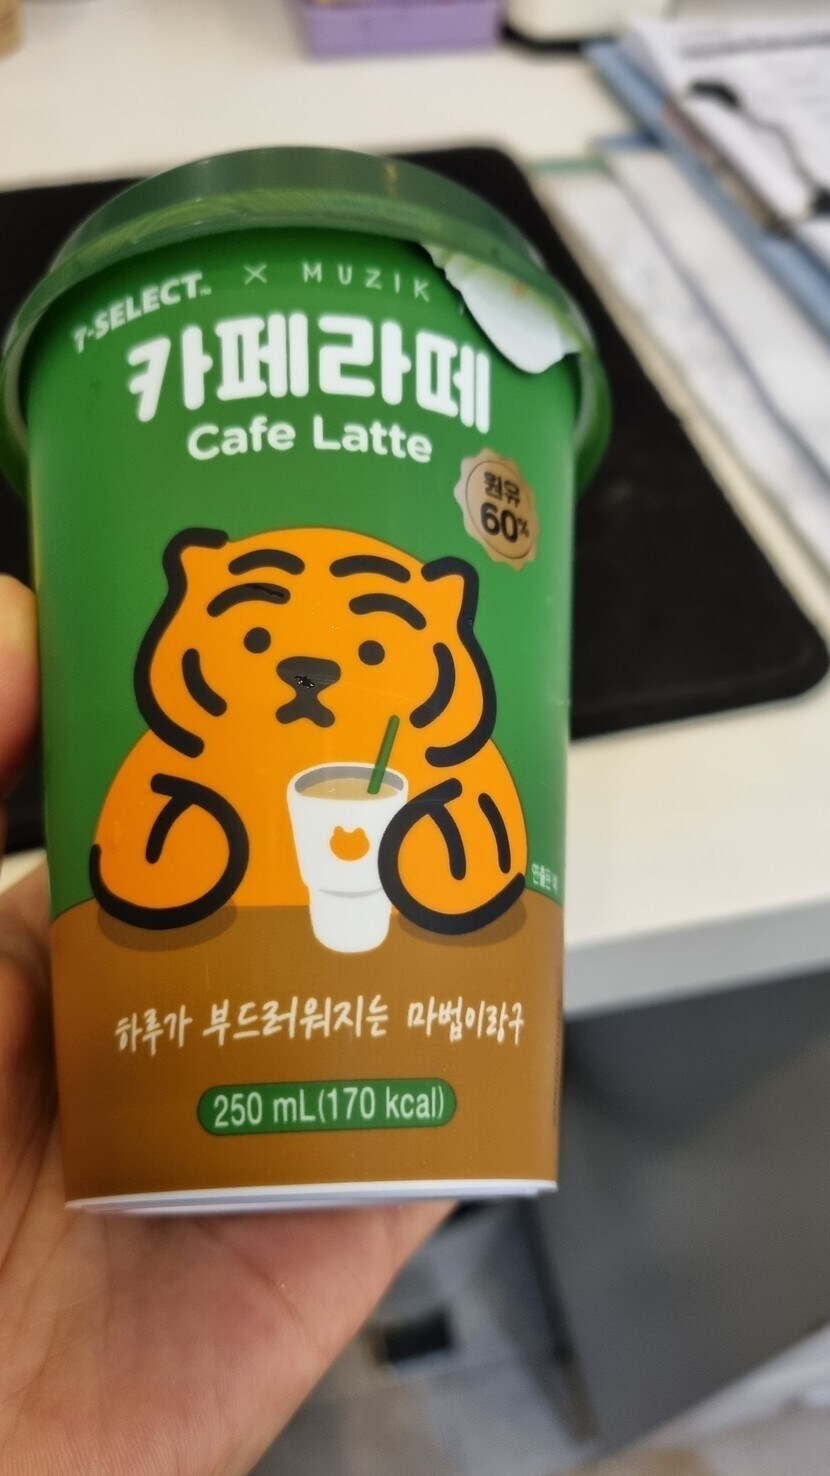 7-SELECT™ × MUZIK
카페라떼
Cafe Latte
원유
60%
하루가 부드러워지는 마법이랑구
250 mL(170 kcal)